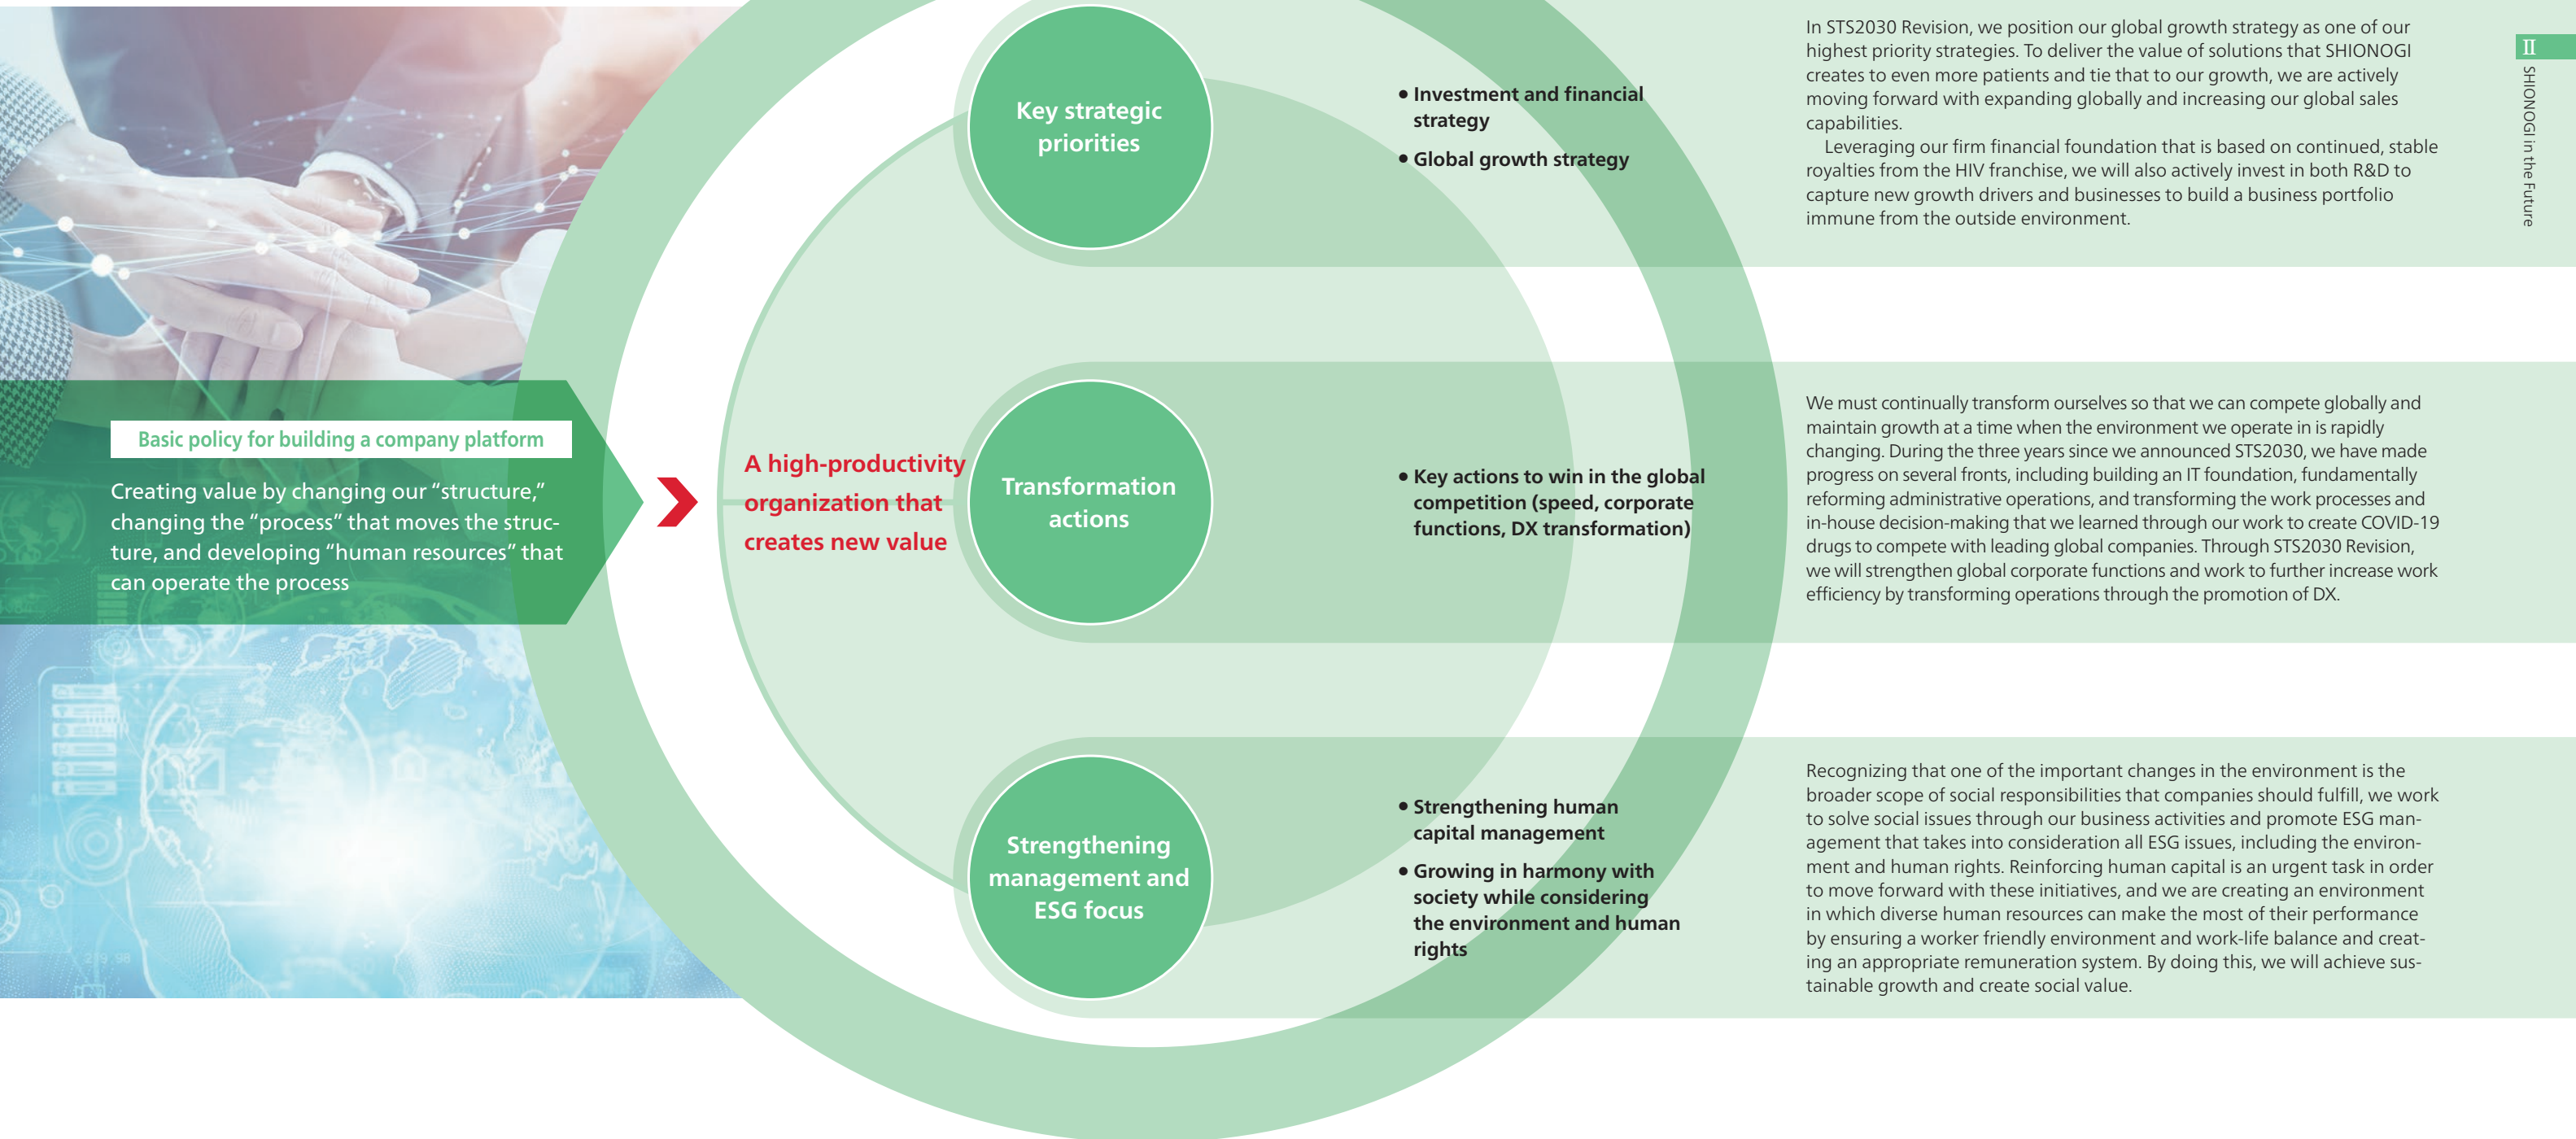 Basic policy for building a company platform
Creating value by changing our “structure,”
changing the “process” that moves the struc-
ture, and developing “human resources” that
can operate the process
A high-productivity
organization that
creates new value
Key strategic
priorities
• Investment and financial
strategy
• Global growth strategy
In STS2030 Revision, we position our global growth strategy as one of our
highest priority strategies. To deliver the value of solutions that SHIONOGI
creates to even more patients and tie that to our growth, we are actively
moving forward with expanding globally and increasing our global sales
capabilities.
Leveraging our firm financial foundation that is based on continued, stable
royalties from the HIV franchise, we will also actively invest in both R&D to
capture new growth drivers and businesses to build a business portfolio
immune from the outside environment.
Transformation
actions
• Key actions to win in the global
competition (speed, corporate
functions, DX transformation)
We must continually transform ourselves so that we can compete globally and
maintain growth at a time when the environment we operate in is rapidly
changing. During the three years since we announced STS2030, we have made
progress on several fronts, including building an IT foundation, fundamentally
reforming administrative operations, and transforming the work processes and
in-house decision-making that we learned through our work to create COVID-19
drugs to compete with leading global companies. Through STS2030 Revision,
we will strengthen global corporate functions and work to further increase work
efficiency by transforming operations through the promotion of DX.
Strengthening
management and
ESG focus
• Strengthening human
capital management
• Growing in harmony with
society while considering
the environment and human
rights
Recognizing that one of the important changes in the environment is the
broader scope of social responsibilities that companies should fulfill, we work
to solve social issues through our business activities and promote ESG man-
agement that takes into consideration all ESG issues, including the environ-
ment and human rights. Reinforcing human capital is an urgent task in order
to move forward with these initiatives, and we are creating an environment
in which diverse human resources can make the most of their performance
by ensuring a worker friendly environment and work-life balance and creat-
ing an appropriate remuneration system. By doing this, we will achieve sus-
tainable growth and create social value.
II
SHIONOGI in the Future